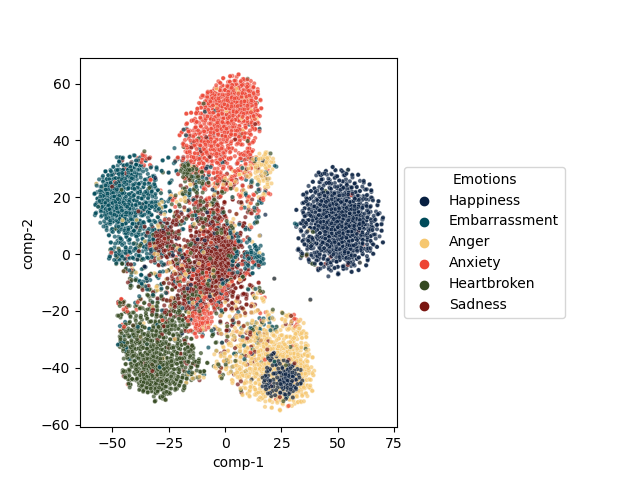 60
40
20
0
−20
−40
−60
comp-2
−50
−25
0
25
50
75
comp-1
Emotions
Happiness
Embarrassment
Anger
Anxiety
Heartbroken
Sadness